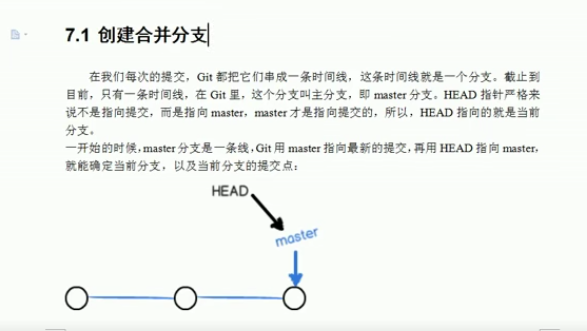 7.1 创建合并分支
在我们每次的提交，Git 都把它们串成一条时间线，这条时间线就是一个分支。截止到
目前，只有一条时间线，在 Git 里，这个分支叫主分支，即 master 分支。HEAD 指针严格来
说不是指向提交，而是指向 master，master 才是指向提交的，所以，HEAD 指向的就是当前
分支。
一开始的时候，master 分支是一条线，Git 用 master 指向最新的提交，再用 HEAD 指向 master，
就能确定当前分支，以及当前分支的提交点：
HEAD
master